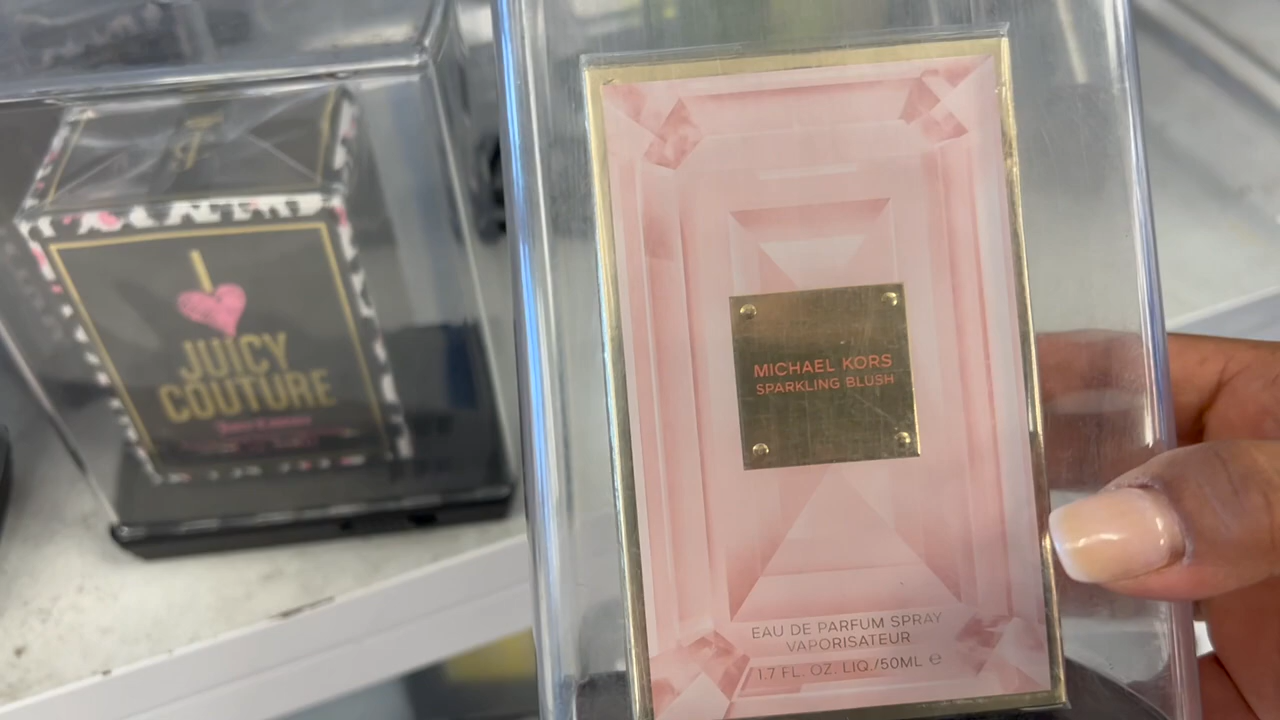 I
JUICY
COUTURE
MICHAEL KORS
SPARKLING BLUSH
EAU DE PARFUM SPRAY
VAPORISATEUR
1.7 FL. OZ. LIQ./50ML ℮